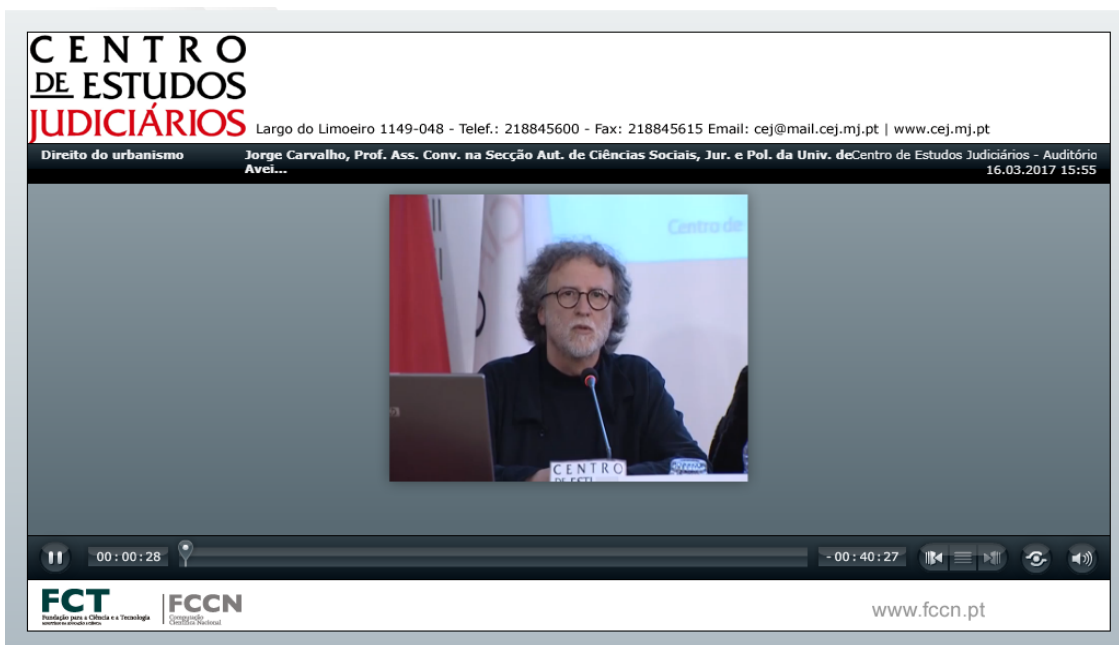 CENTRO
DE ESTUDOS
JUDICIÁRIOS
Largo do Limoeiro 1149-048 - Telef.: 218845600 - Fax: 218845615 Email: cej@mail.cej.mj.pt | www.cej.mj.pt
Direito do urbanismo
Jorge Carvalho, Prof. Ass. Conv. na Secção Aut. de Ciências Sociais, Jur. e Pol. da Univ. de
Avei...
Centro de Estudos Judiciários - Auditório
16.03.2017 15:55
Centro de
CENTRO
00:00:28
-00:40:27
FCT
Fundação para a Ciência e a Tecnologia
FCCN
Computação
Científica Nacional
www.fccn.pt